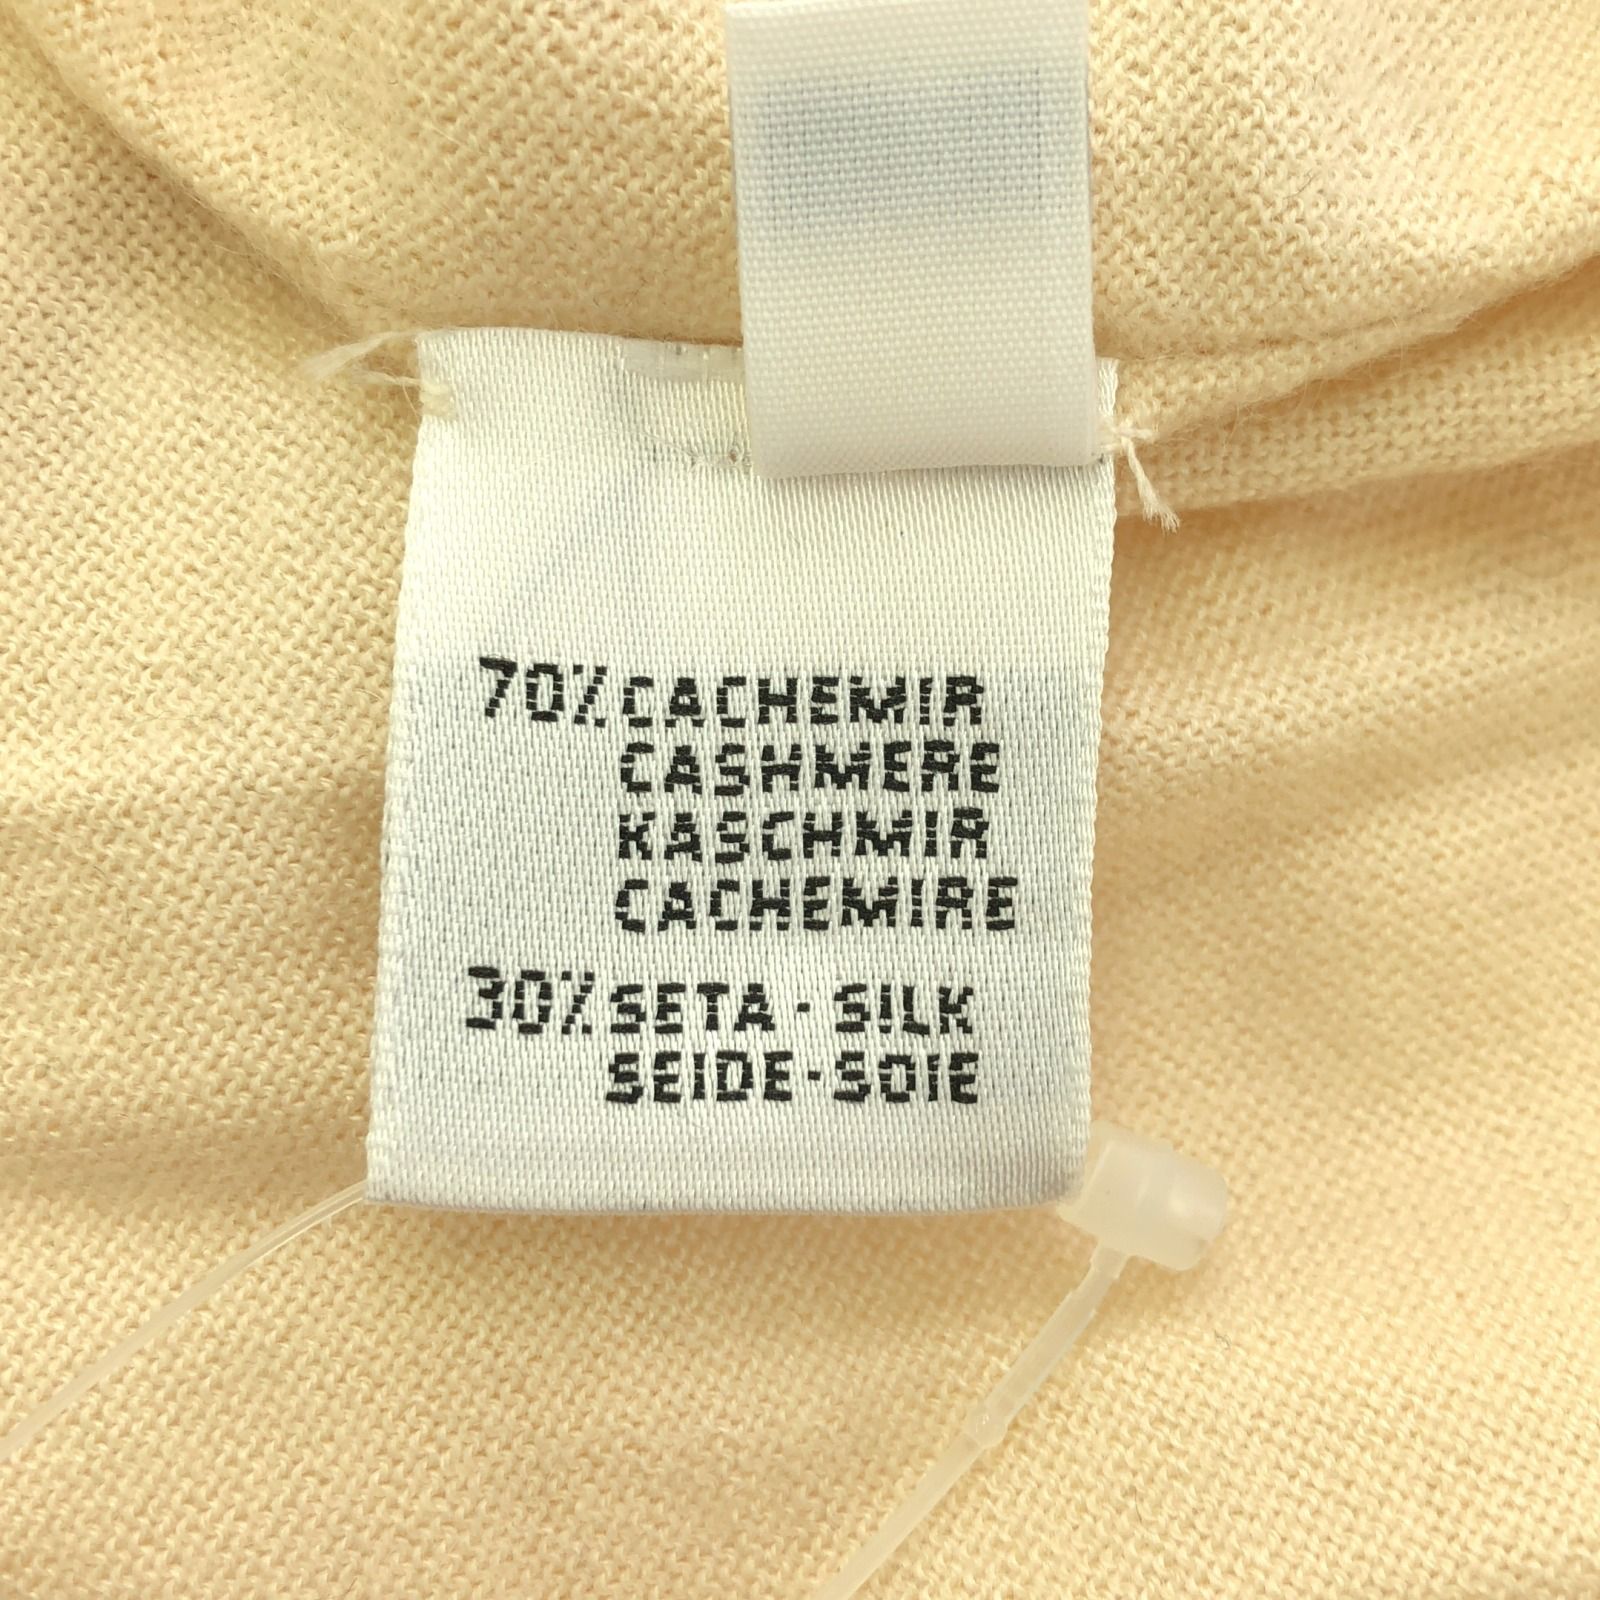 70% CACHEMIR
CASHMERE
KASCHMIR
CACHEMIRE
30% SETA · SILK
SEIDE · SOIE